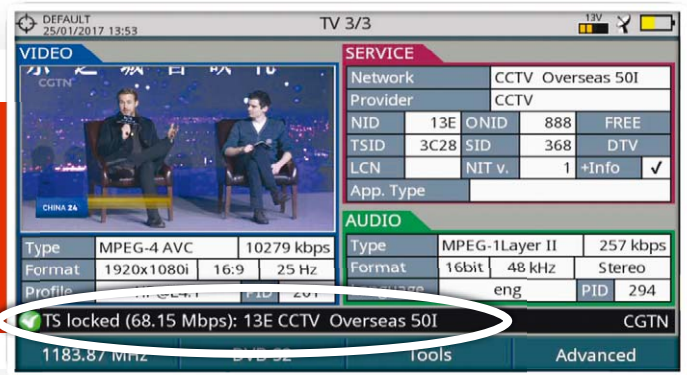 DEFAULT
25/01/2017 13:53
TV 3/3
13V
VIDEO
CGTN
CHINA 24
Type MPEG-4 AVC 10279 kbps
Format 1920x1080i 16:9 25 Hz
Profile PID
SERVICE
Network CCTV Overseas 50I
Provider CCTV
NID 13E ONID 888 FREE
TSID 3C28 SID 368 DTV
LCN NIT v. 1 +Info ✓
App. Type
AUDIO
Type MPEG-1Layer II 257 kbps
Format 16bit 48 kHz Stereo
eng PID 294
TS locked (68.15 Mbps): 13E CCTV Overseas 50I CGTN
1183.87 MHz Tools Advanced